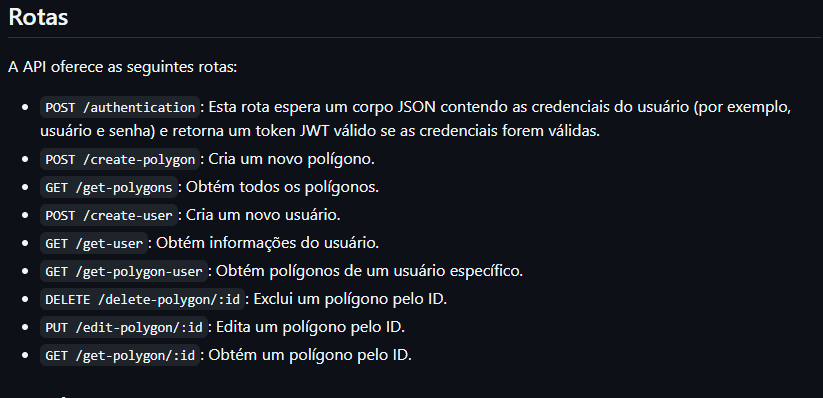 Rotas
A API oferece as seguintes rotas:
POST /authentication: Esta rota espera um corpo JSON contendo as credenciais do usuário (por exemplo,
usuário e senha) e retorna um token JWT válido se as credenciais forem válidas.
POST /create-polygon: Cria um novo polígono.
GET /get-polygons: Obtém todos os polígonos.
POST /create-user: Cria um novo usuário.
GET /get-user: Obtém informações do usuário.
GET /get-polygon-user: Obtém polígonos de um usuário específico.
DELETE /delete-polygon/:id: Exclui um polígono pelo ID.
PUT /edit-polygon/:id: Edita um polígono pelo ID.
GET /get-polygon/:id: Obtém um polígono pelo ID.